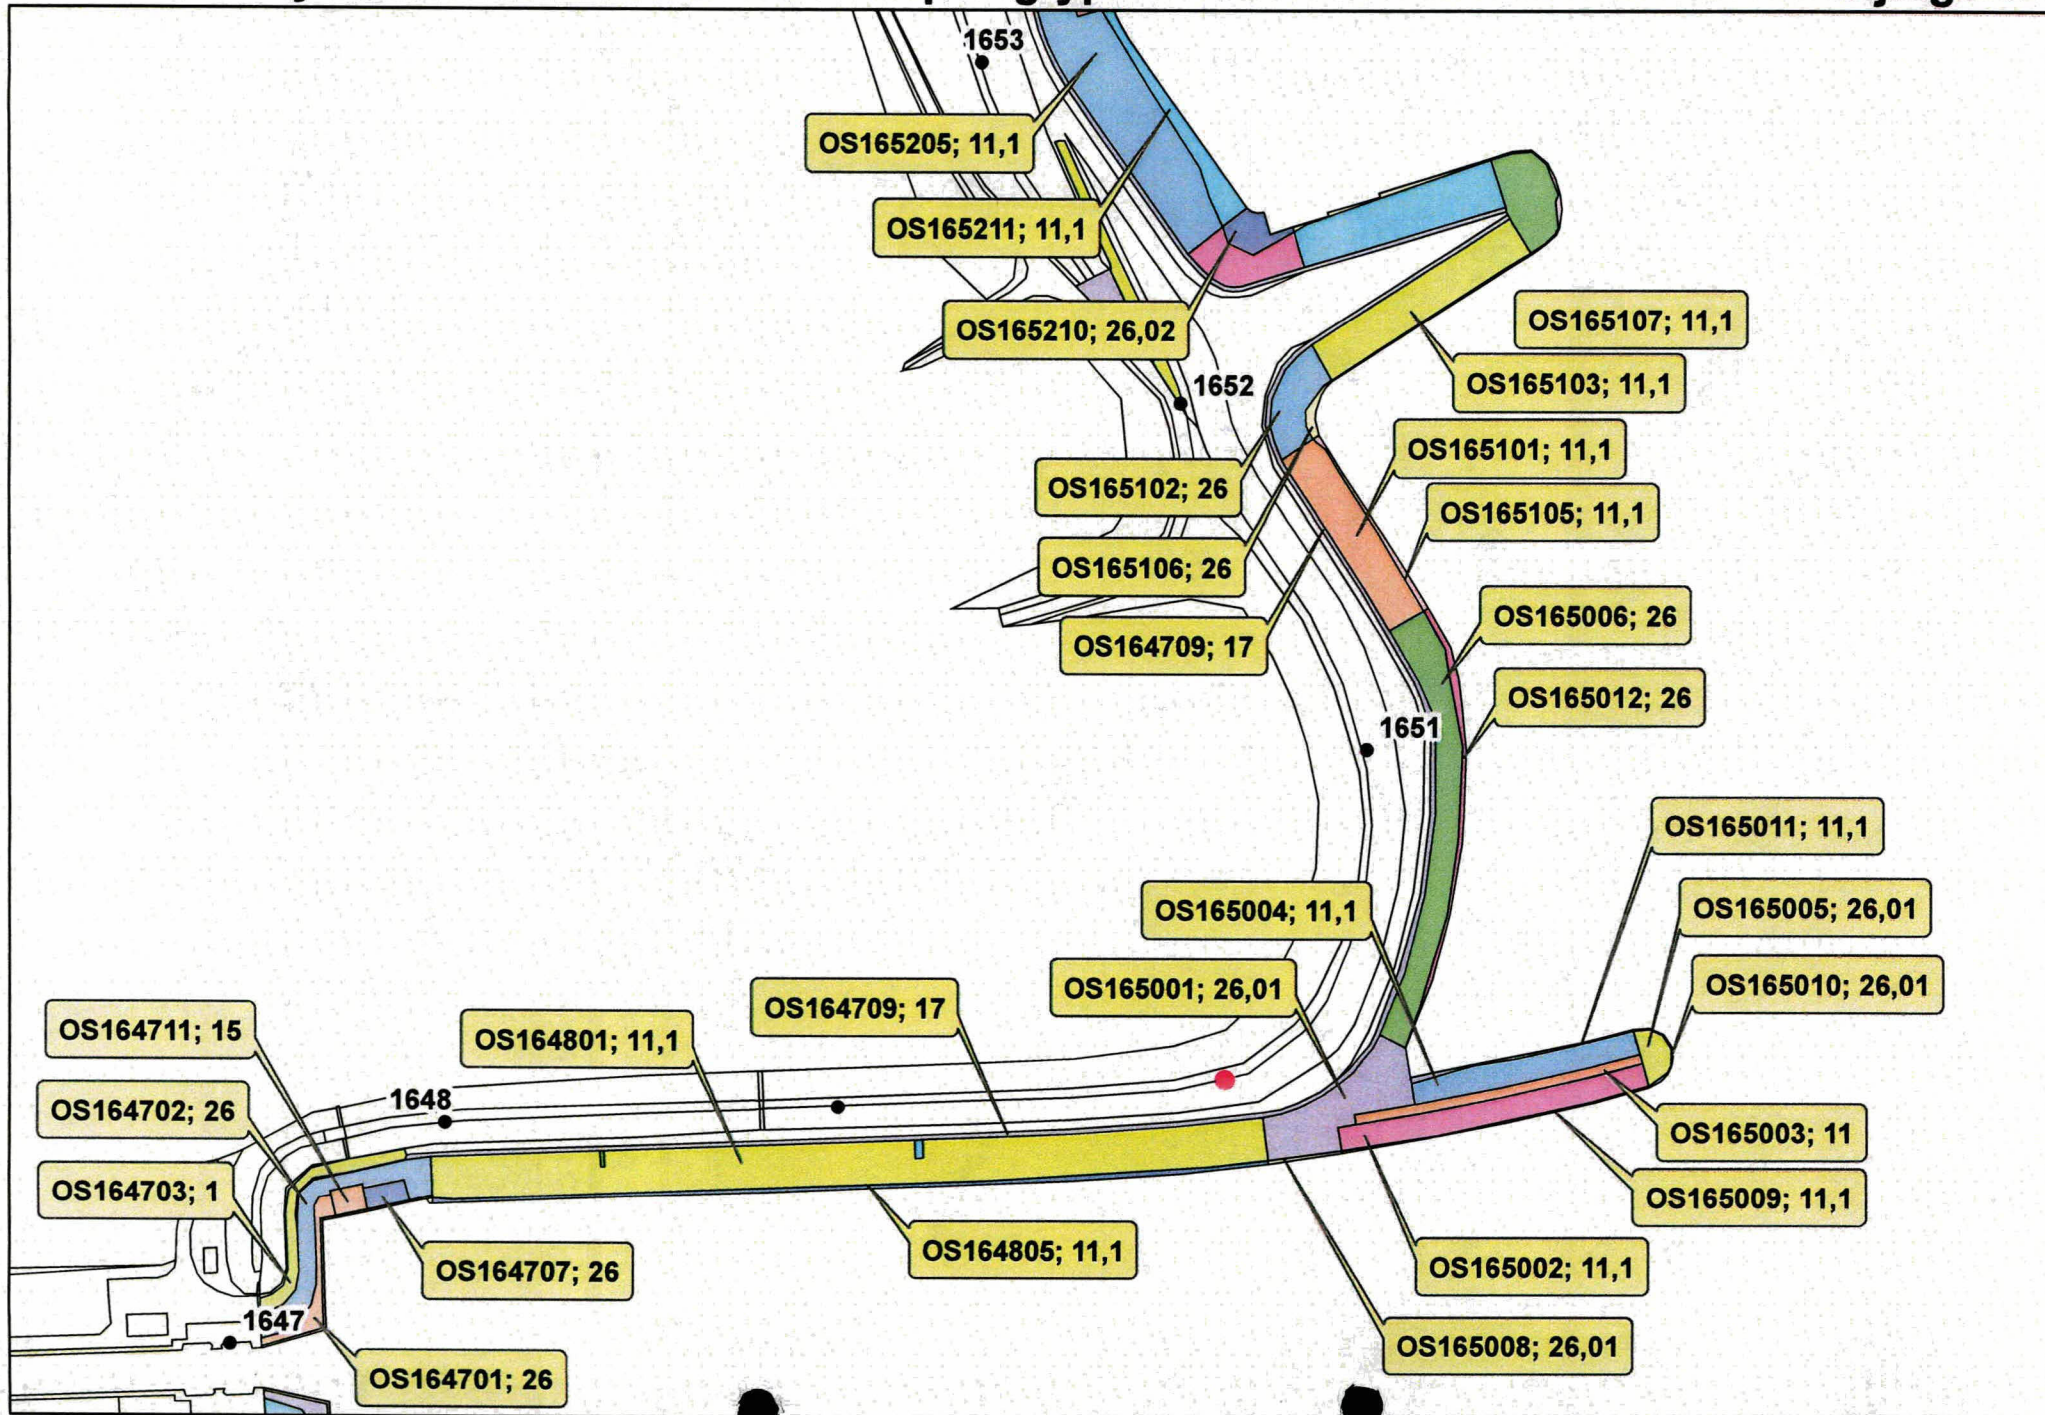 1653
OS165205; 11,1
OS165211; 11,1
OS165210; 26,02
OS165107; 11,1
OS165103; 11,1
1652
OS165101; 11,1
OS165102; 26
OS165105; 11,1
OS165106; 26
OS165006; 26
OS164709; 17
OS165012; 26
1651
OS165011; 11,1
OS165004; 11,1
OS165005; 26,01
OS165001; 26,01
OS165010; 26,01
OS164709; 17
OS164711; 15
OS164801; 11,1
1648
OS164702; 26
OS165003; 11
OS164703; 1
OS165009; 11,1
OS164805; 11,1
OS164707; 26
OS165002; 11,1
1647
OS165008; 26,01
OS164701; 26